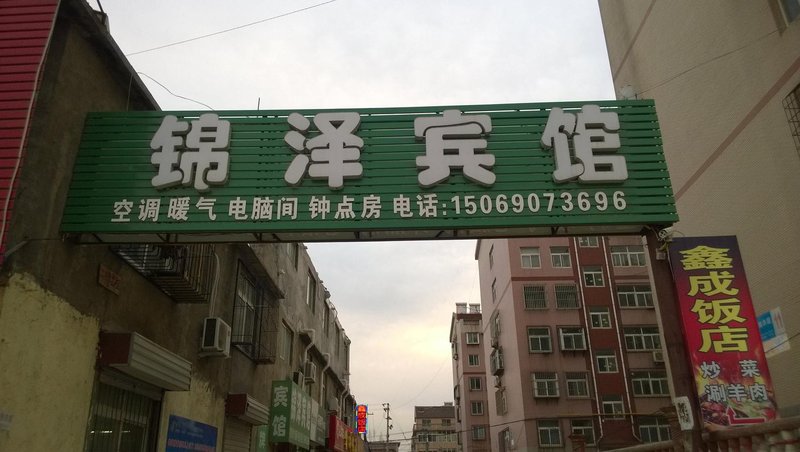 锦泽宾馆
空调 暖气 电脑间 钟点房 电话:15069073696
鑫成饭店
炒菜
涮羊肉
宾馆